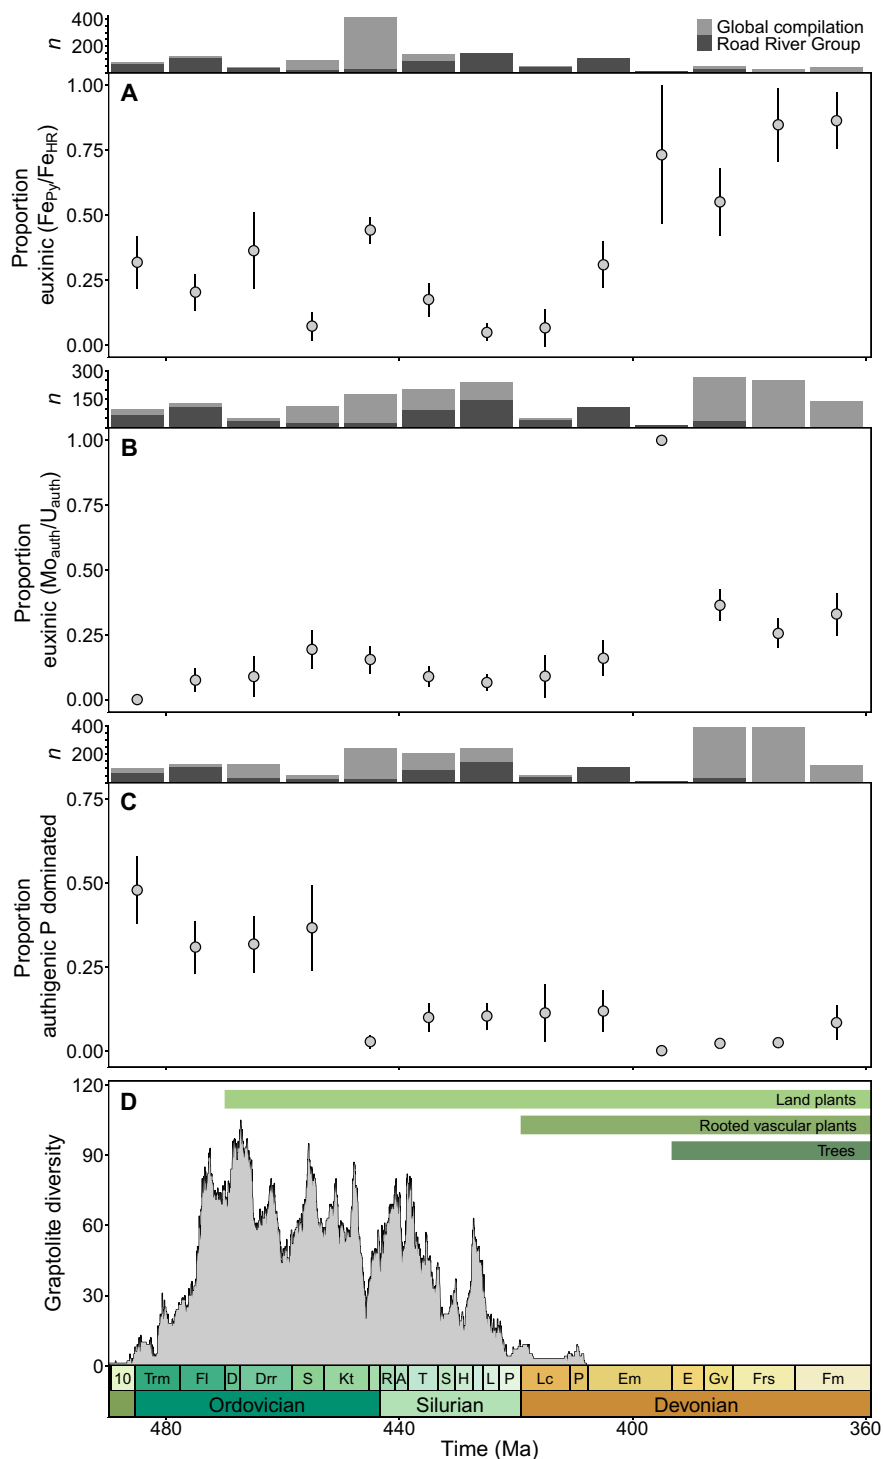 400
200
n
Global compilation
Road River Group
A
1.00
0.75
0.50
0.25
0.00
Proportion
euxinic (FePy/FeHR)
300
150
n
B
1.00
0.75
0.50
0.25
0.00
Proportion
euxinic (Moauth/Uauth)
400
200
n
C
0.75
0.50
0.25
0.00
Proportion
authigenic P dominated
D
120
90
60
30
0
Graptolite diversity
Land plants
Rooted vascular plants
Trees
10 Trm Fl D Drr S Kt R A T S H L P Lc P Em E Gv Frs Fm
Ordovician Silurian Devonian
480 440 400 360
Time (Ma)